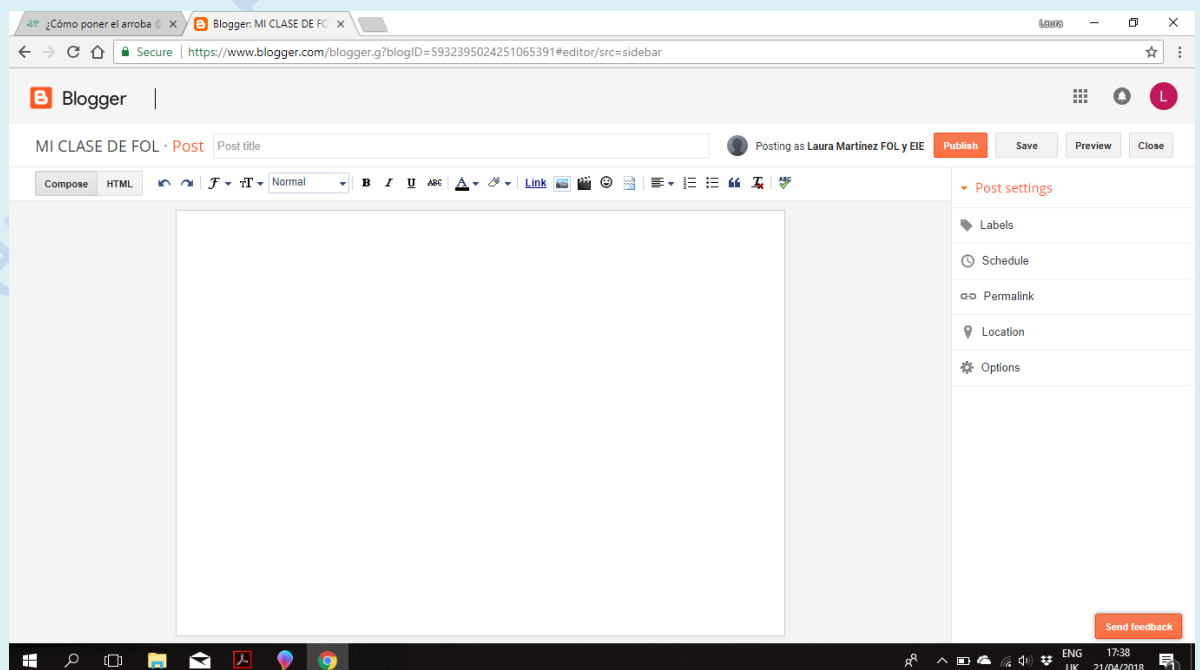 ¿Cómo poner el arroba
Blogger: MI CLASE DE FO
Laura
Secure https://www.blogger.com/blogger.g?blogID=5932395024251065391#editor/src=sidebar
Blogger
L
MI CLASE DE FOL · Post Post title Posting as Laura Martínez FOL y EIE Publish Save Preview Close
Compose HTML Normal B I U ABC A Link ABC
Post settings
Labels
Schedule
Permalink
Location
Options
Send feedback
ENG 17:38
UK 21/04/2018